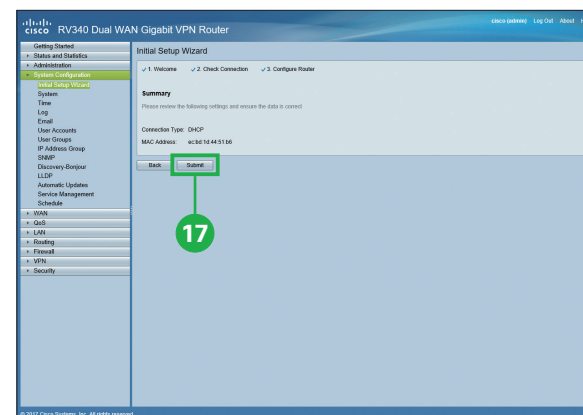 cisco RV340 Dual WAN Gigabit VPN Router
cisco (admin) Log Out About
Getting Started
Status and Statistics
Administration
System Configuration
Initial Setup Wizard
System
Time
Log
Email
User Accounts
User Groups
IP Address Group
SNMP
Discovery-Bonjour
LLDP
Automatic Updates
Service Management
Schedule
WAN
QoS
LAN
Routing
Firewall
VPN
Security
Initial Setup Wizard
1. Welcome 2. Check Connection 3. Configure Router
Summary
Please review the following settings and ensure the data is correct
Connection Type: DHCP
MAC Address: ec:bd:1d:44:51:b6
Back Submit
17
© 2017 Cisco Systems, Inc. All rights reserved